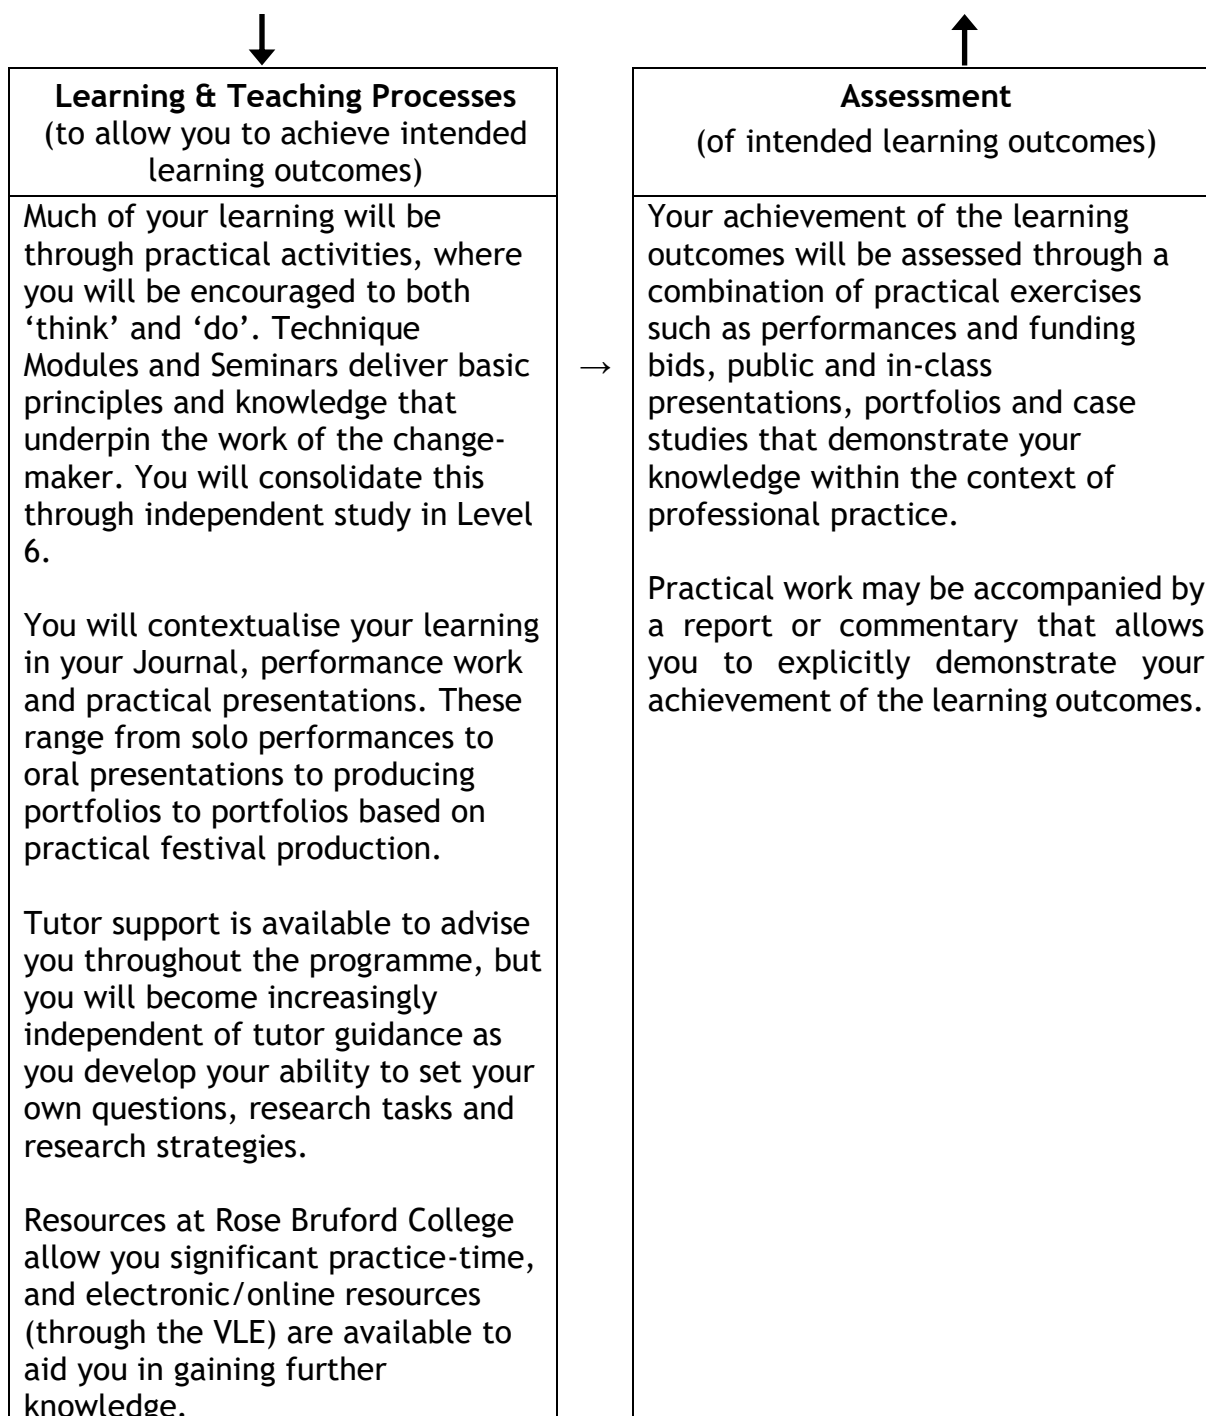 Learning & Teaching Processes
(to allow you to achieve intended
learning outcomes)
Much of your learning will be
through practical activities, where
you will be encouraged to both
‘think’ and ‘do’. Technique
Modules and Seminars deliver basic
principles and knowledge that
underpin the work of the change-
maker. You will consolidate this
through independent study in Level
6.
You will contextualise your learning
in your Journal, performance work
and practical presentations. These
range from solo performances to
oral presentations to producing
portfolios to portfolios based on
practical festival production.
Tutor support is available to advise
you throughout the programme, but
you will become increasingly
independent of tutor guidance as
you develop your ability to set your
own questions, research tasks and
research strategies.
Resources at Rose Bruford College
allow you significant practice-time,
and electronic/online resources
(through the VLE) are available to
aid you in gaining further
knowledge.
→
Assessment
(of intended learning outcomes)
Your achievement of the learning
outcomes will be assessed through a
combination of practical exercises
such as performances and funding
bids, public and in-class
presentations, portfolios and case
studies that demonstrate your
knowledge within the context of
professional practice.
Practical work may be accompanied by
a report or commentary that allows
you to explicitly demonstrate your
achievement of the learning outcomes.